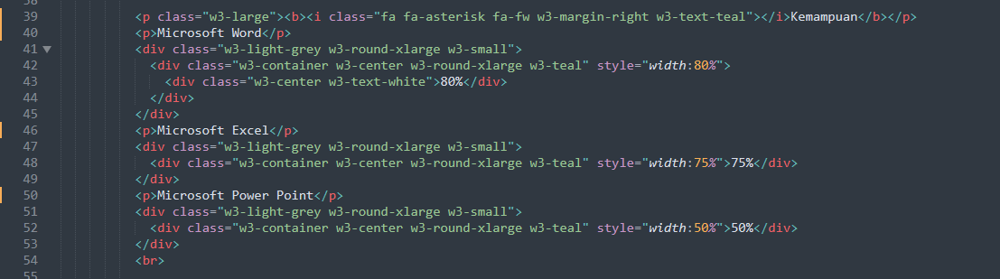 39 <p class="w3-large"><b><i class="fa fa-asterisk fa-fw w3-margin-right w3-text-teal"></i>Kemampuan</b></p>
40 <p>Microsoft Word</p>
41 <div class="w3-light-grey w3-round-xlarge w3-small">
42 <div class="w3-container w3-center w3-round-xlarge w3-teal" style="width:80%">
43 <div class="w3-center w3-text-white">80%</div>
44 </div>
45 </div>
46 <p>Microsoft Excel</p>
47 <div class="w3-light-grey w3-round-xlarge w3-small">
48 <div class="w3-container w3-center w3-round-xlarge w3-teal" style="width:75%">75%</div>
49 </div>
50 <p>Microsoft Power Point</p>
51 <div class="w3-light-grey w3-round-xlarge w3-small">
52 <div class="w3-container w3-center w3-round-xlarge w3-teal" style="width:50%">50%</div>
53 </div>
54 <br>
55